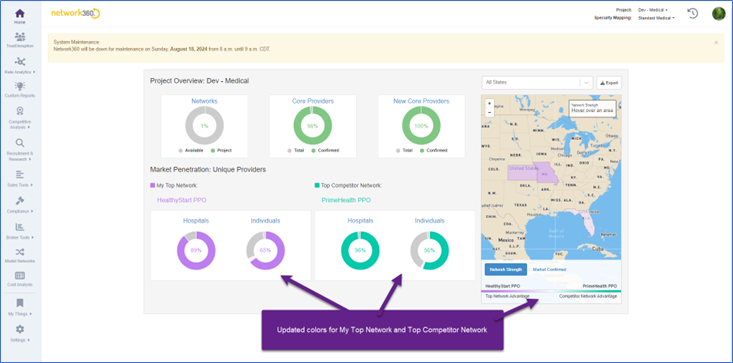 network360
Project: Dev - Medical
Specialty Mapping: Standard Medical
Home
System Maintenance
Network360 will be down for maintenance on Sunday, August 18, 2024 from 8 a.m. until 9 a.m. CDT.
Rate Analytics
Custom Reports
Competitive
Analysis
Recruitment &
Research
Sales Tools
Compliance
Broker Tools
Market Networks
Cost Analysis
My Things
Settings
Project Overview: Dev - Medical
Networks
Core Providers
New Core Providers
1%
98%
100%
Available Project
Total Confirmed
Total Confirmed
Market Penetration: Unique Providers
My Top Network:
Top Competitor Network:
HealthyStart PPO
PrimeHealth PPO
Hospitals
Individuals
Hospitals
Individuals
98%
All States
Export
Network Strength
Hover over an area
United States
Mexico
Cuba
Network Strength
Market Confirmed
HealthyStart PPO
PrimeHealth PPO
Top Network Advantage
Competitor Network Advantage
Updated colors for My Top Network and Top Competitor Network